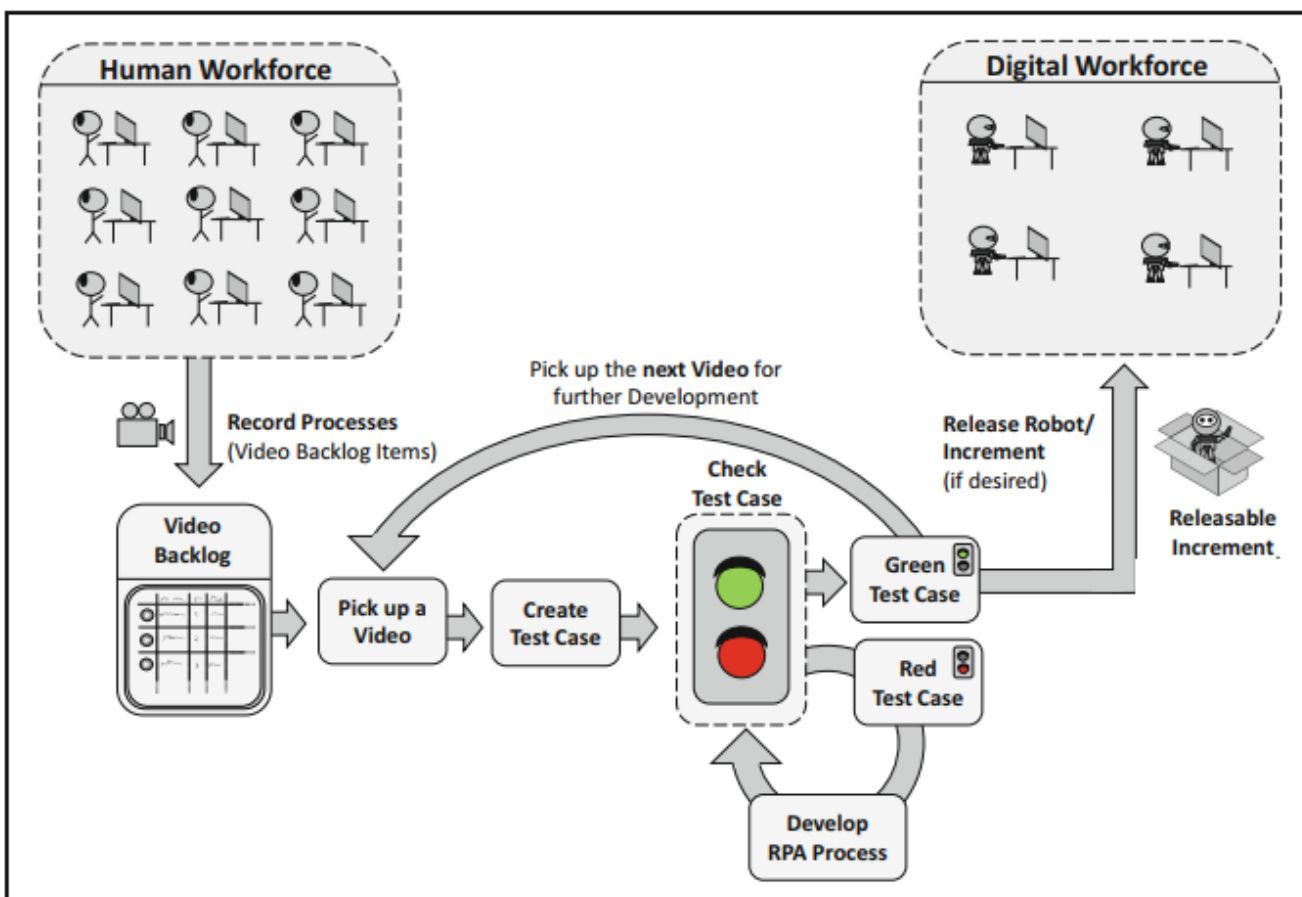 Human Workforce
Digital Workforce
Pick up the next Video for
further Development
Record Processes
(Video Backlog Items)
Release Robot/
Increment
(if desired)
Check
Test Case
Releasable
Increment
Video
Backlog
Pick up a
Video
Create
Test Case
Green
Test Case
Red
Test Case
Develop
RPA Process